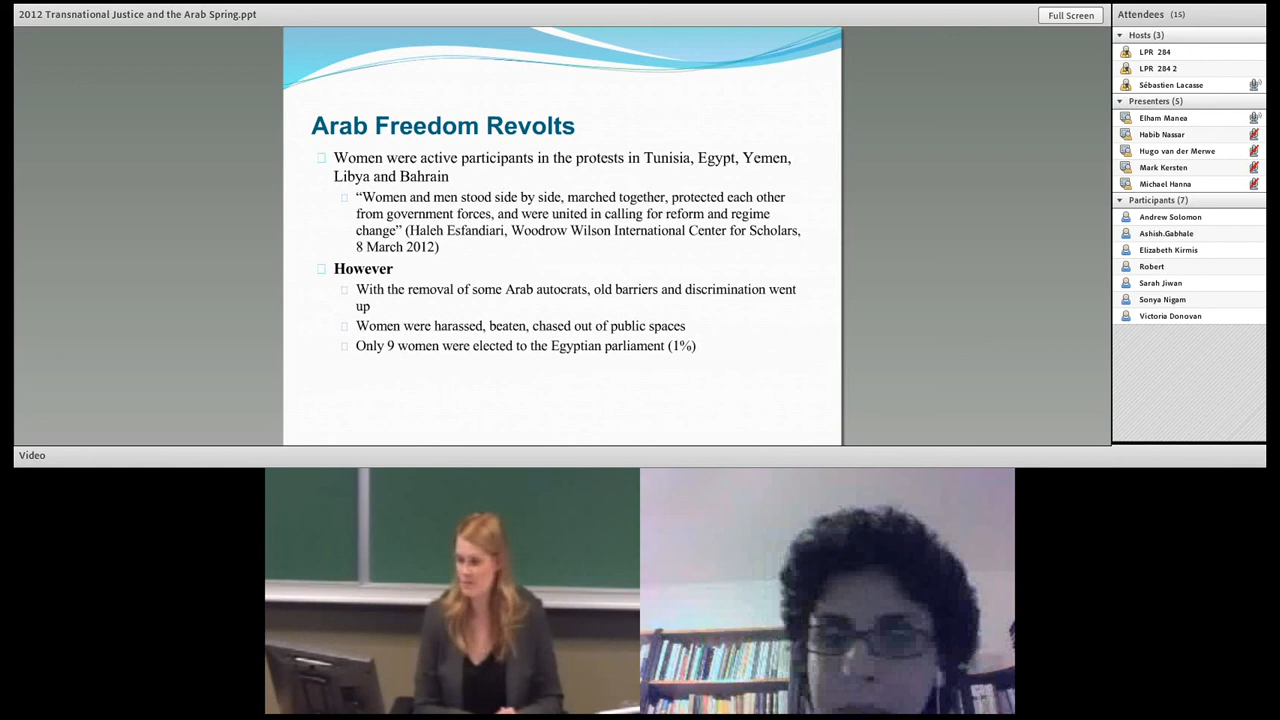 2012 Transnational Justice and the Arab Spring.ppt
Full Screen
Arab Freedom Revolts
Women were active participants in the protests in Tunisia, Egypt, Yemen,
Libya and Bahrain
“Women and men stood side by side, marched together, protected each other
from government forces, and were united in calling for reform and regime
change” (Haleh Esfandiari, Woodrow Wilson International Center for Scholars,
8 March 2012)
However
With the removal of some Arab autocrats, old barriers and discrimination went
up
Women were harassed, beaten, chased out of public spaces
Only 9 women were elected to the Egyptian parliament (1%)
Attendees (15)
Hosts (3)
LPR 284
LPR 284 2
Sébastien Lacasse
Presenters (5)
Elham Manea
Habib Nassar
Hugo van der Merwe
Mark Kersten
Michael Hanna
Participants (7)
Andrew Solomon
Ashish.Gabhale
Elizabeth Kirmis
Robert
Sarah Jiwan
Sonya Nigam
Victoria Donovan
Video